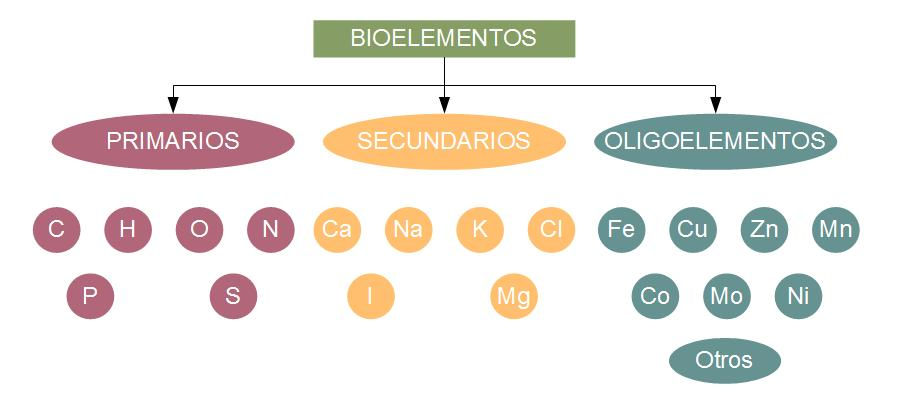 BIOELEMENTOS
PRIMARIOS SECUNDARIOS OLIGOELEMENTOS
C H O N Ca Na K Cl Fe Cu Zn Mn
P S I Mg Co Mo Ni
Otros